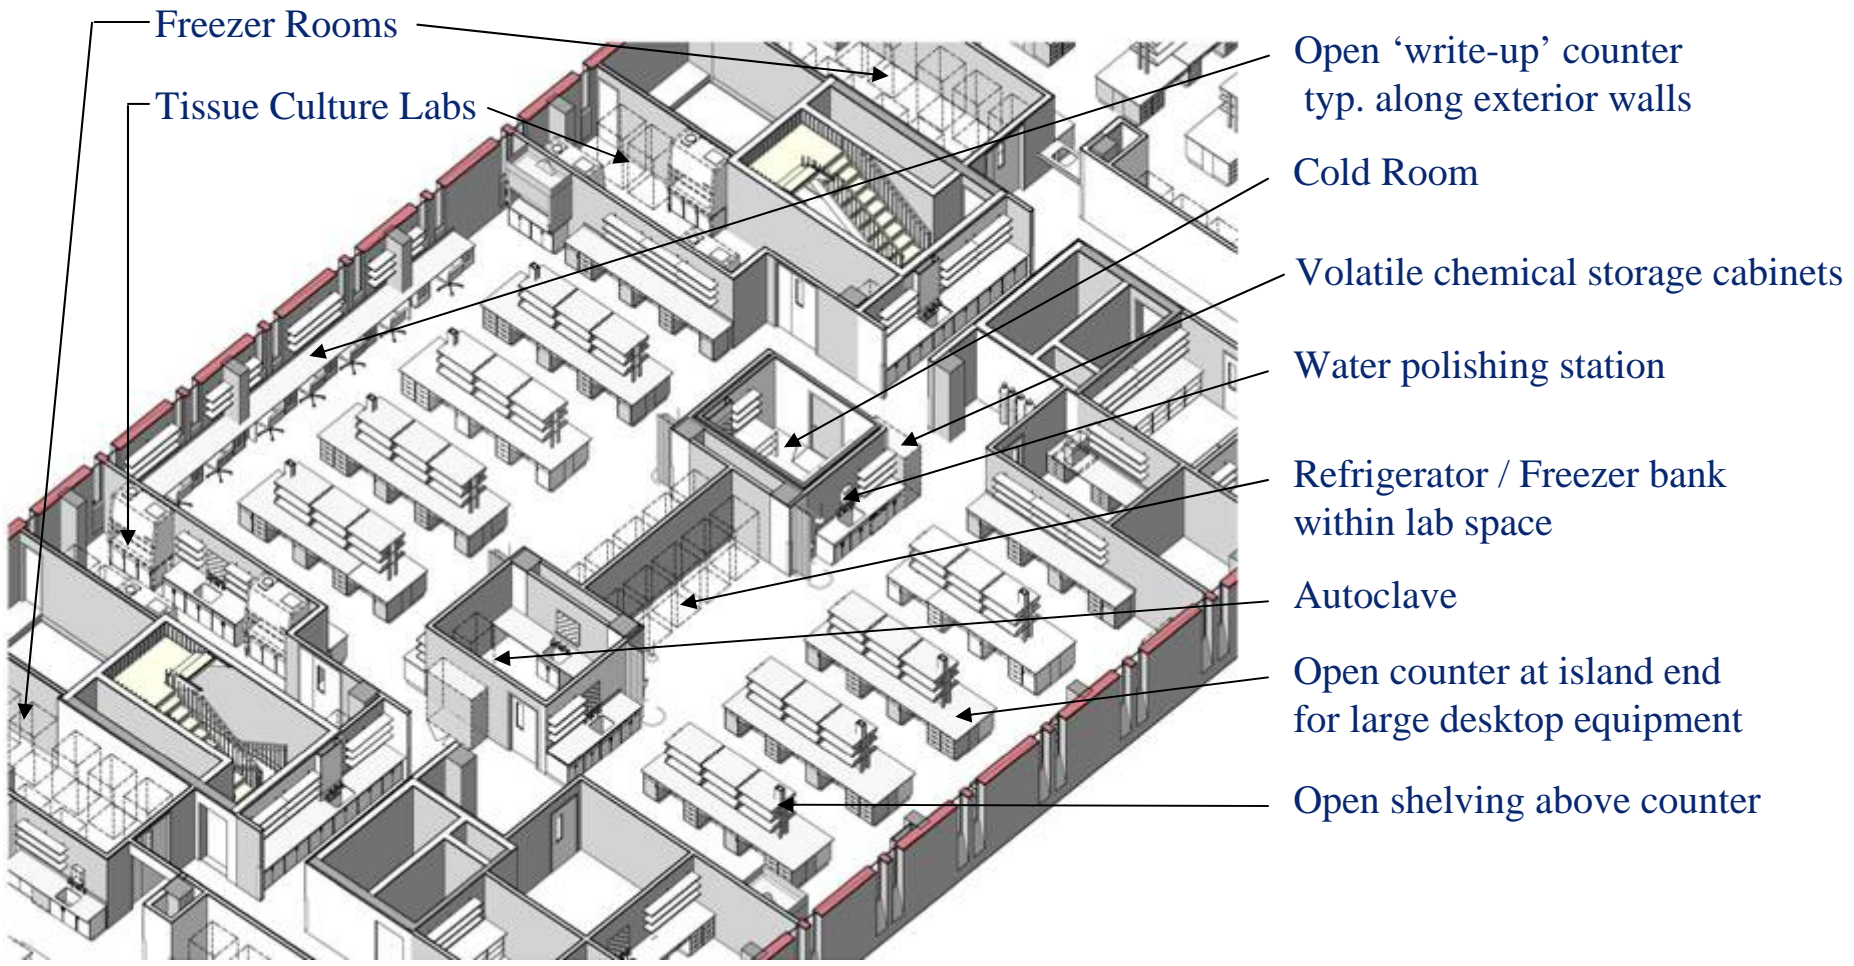 Freezer Rooms
Tissue Culture Labs
Open ‘write-up’ counter
typ. along exterior walls
Cold Room
Volatile chemical storage cabinets
Water polishing station
Refrigerator / Freezer bank
within lab space
Autoclave
Open counter at island end
for large desktop equipment
Open shelving above counter